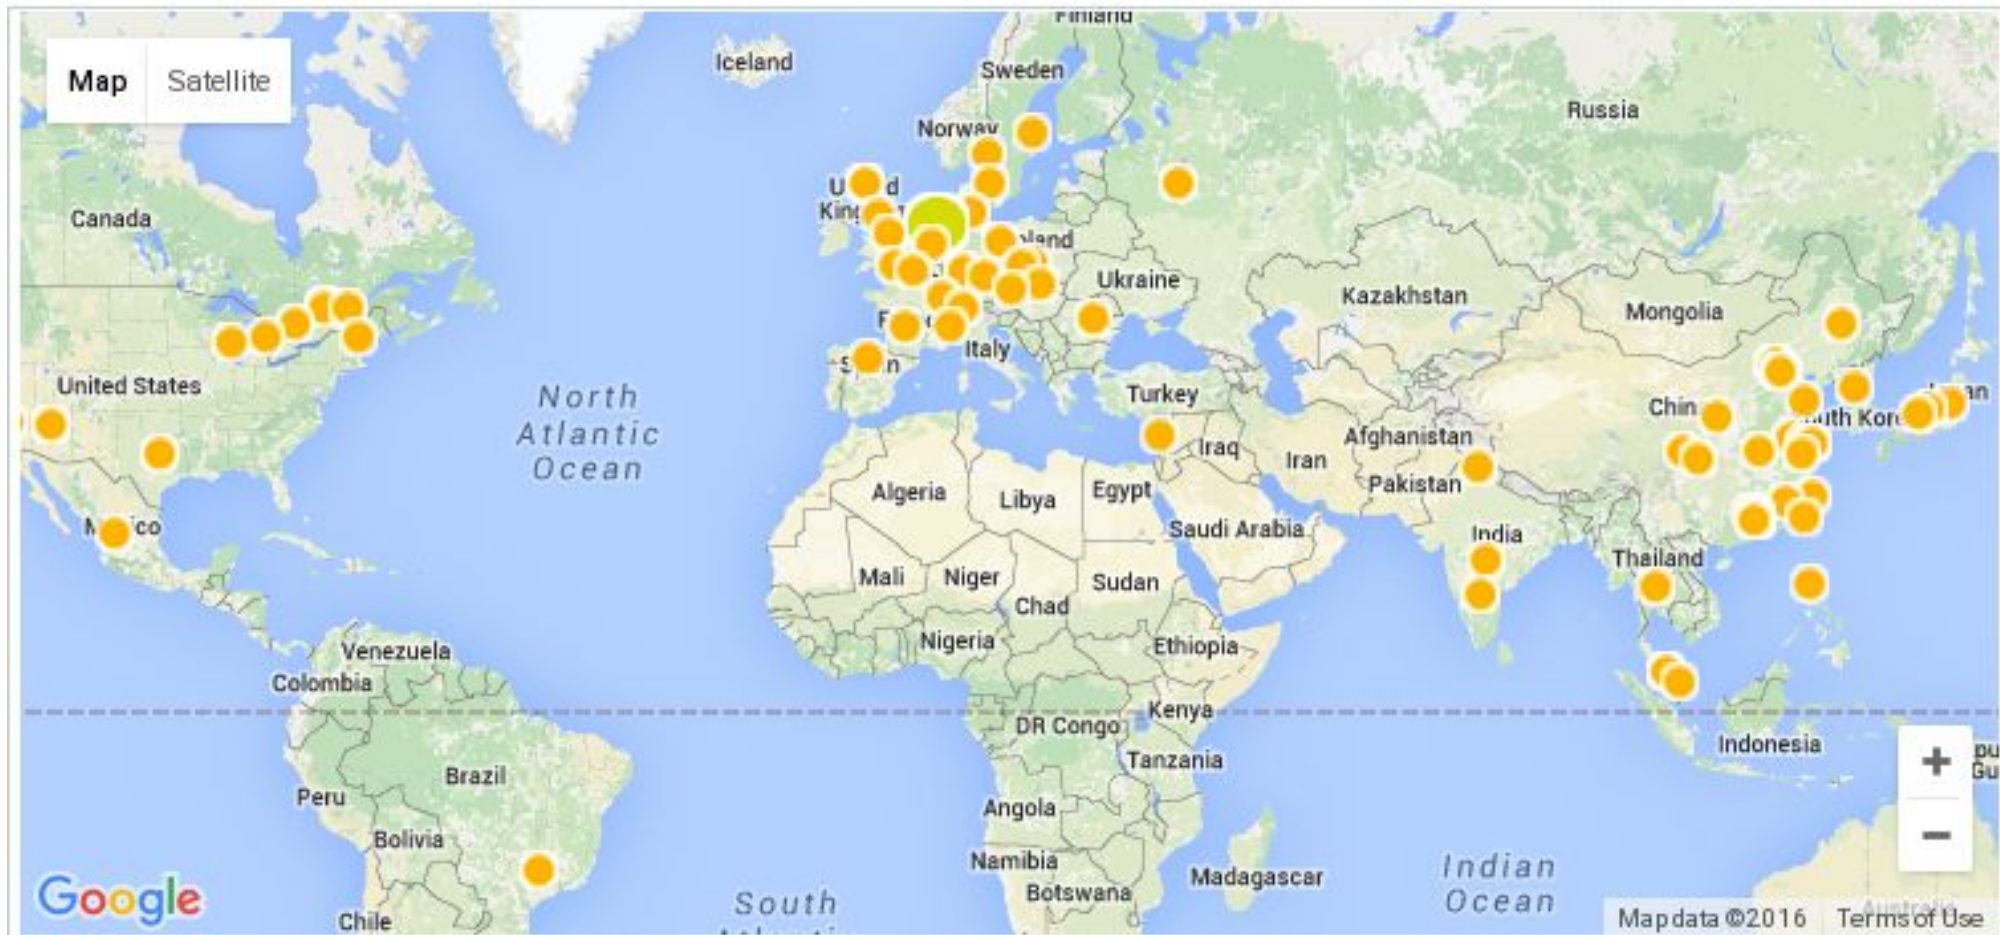 Finland
Map
Satellite
Iceland
Sweden
Russia
Norway
Canada
Kazakhstan
Mongolia
Ukraine
Italy
United States
North
Atlantic
Ocean
Turkey
Iraq
Iran
Afghanistan
Pakistan
Algeria
Libya
Egypt
Saudi Arabia
India
Thailand
Mali
Niger
Chad
Sudan
Nigeria
Ethiopia
Venezuela
Colombia
DR Congo
Kenya
Tanzania
Indonesia
Brazil
Peru
Bolivia
Angola
Namibia
Botswana
Madagascar
Indian
Ocean
South
Chile
Google
+
−
Map data ©2016
Terms of Use